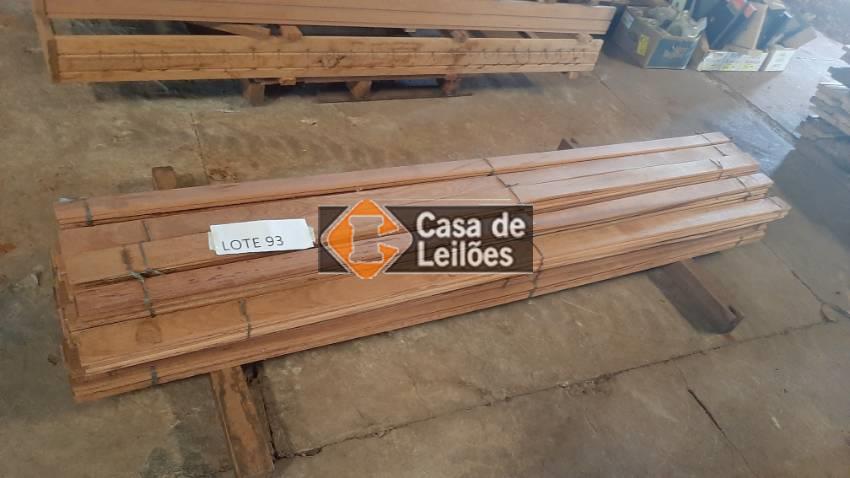 LOTE 93
Casa de
Leilões